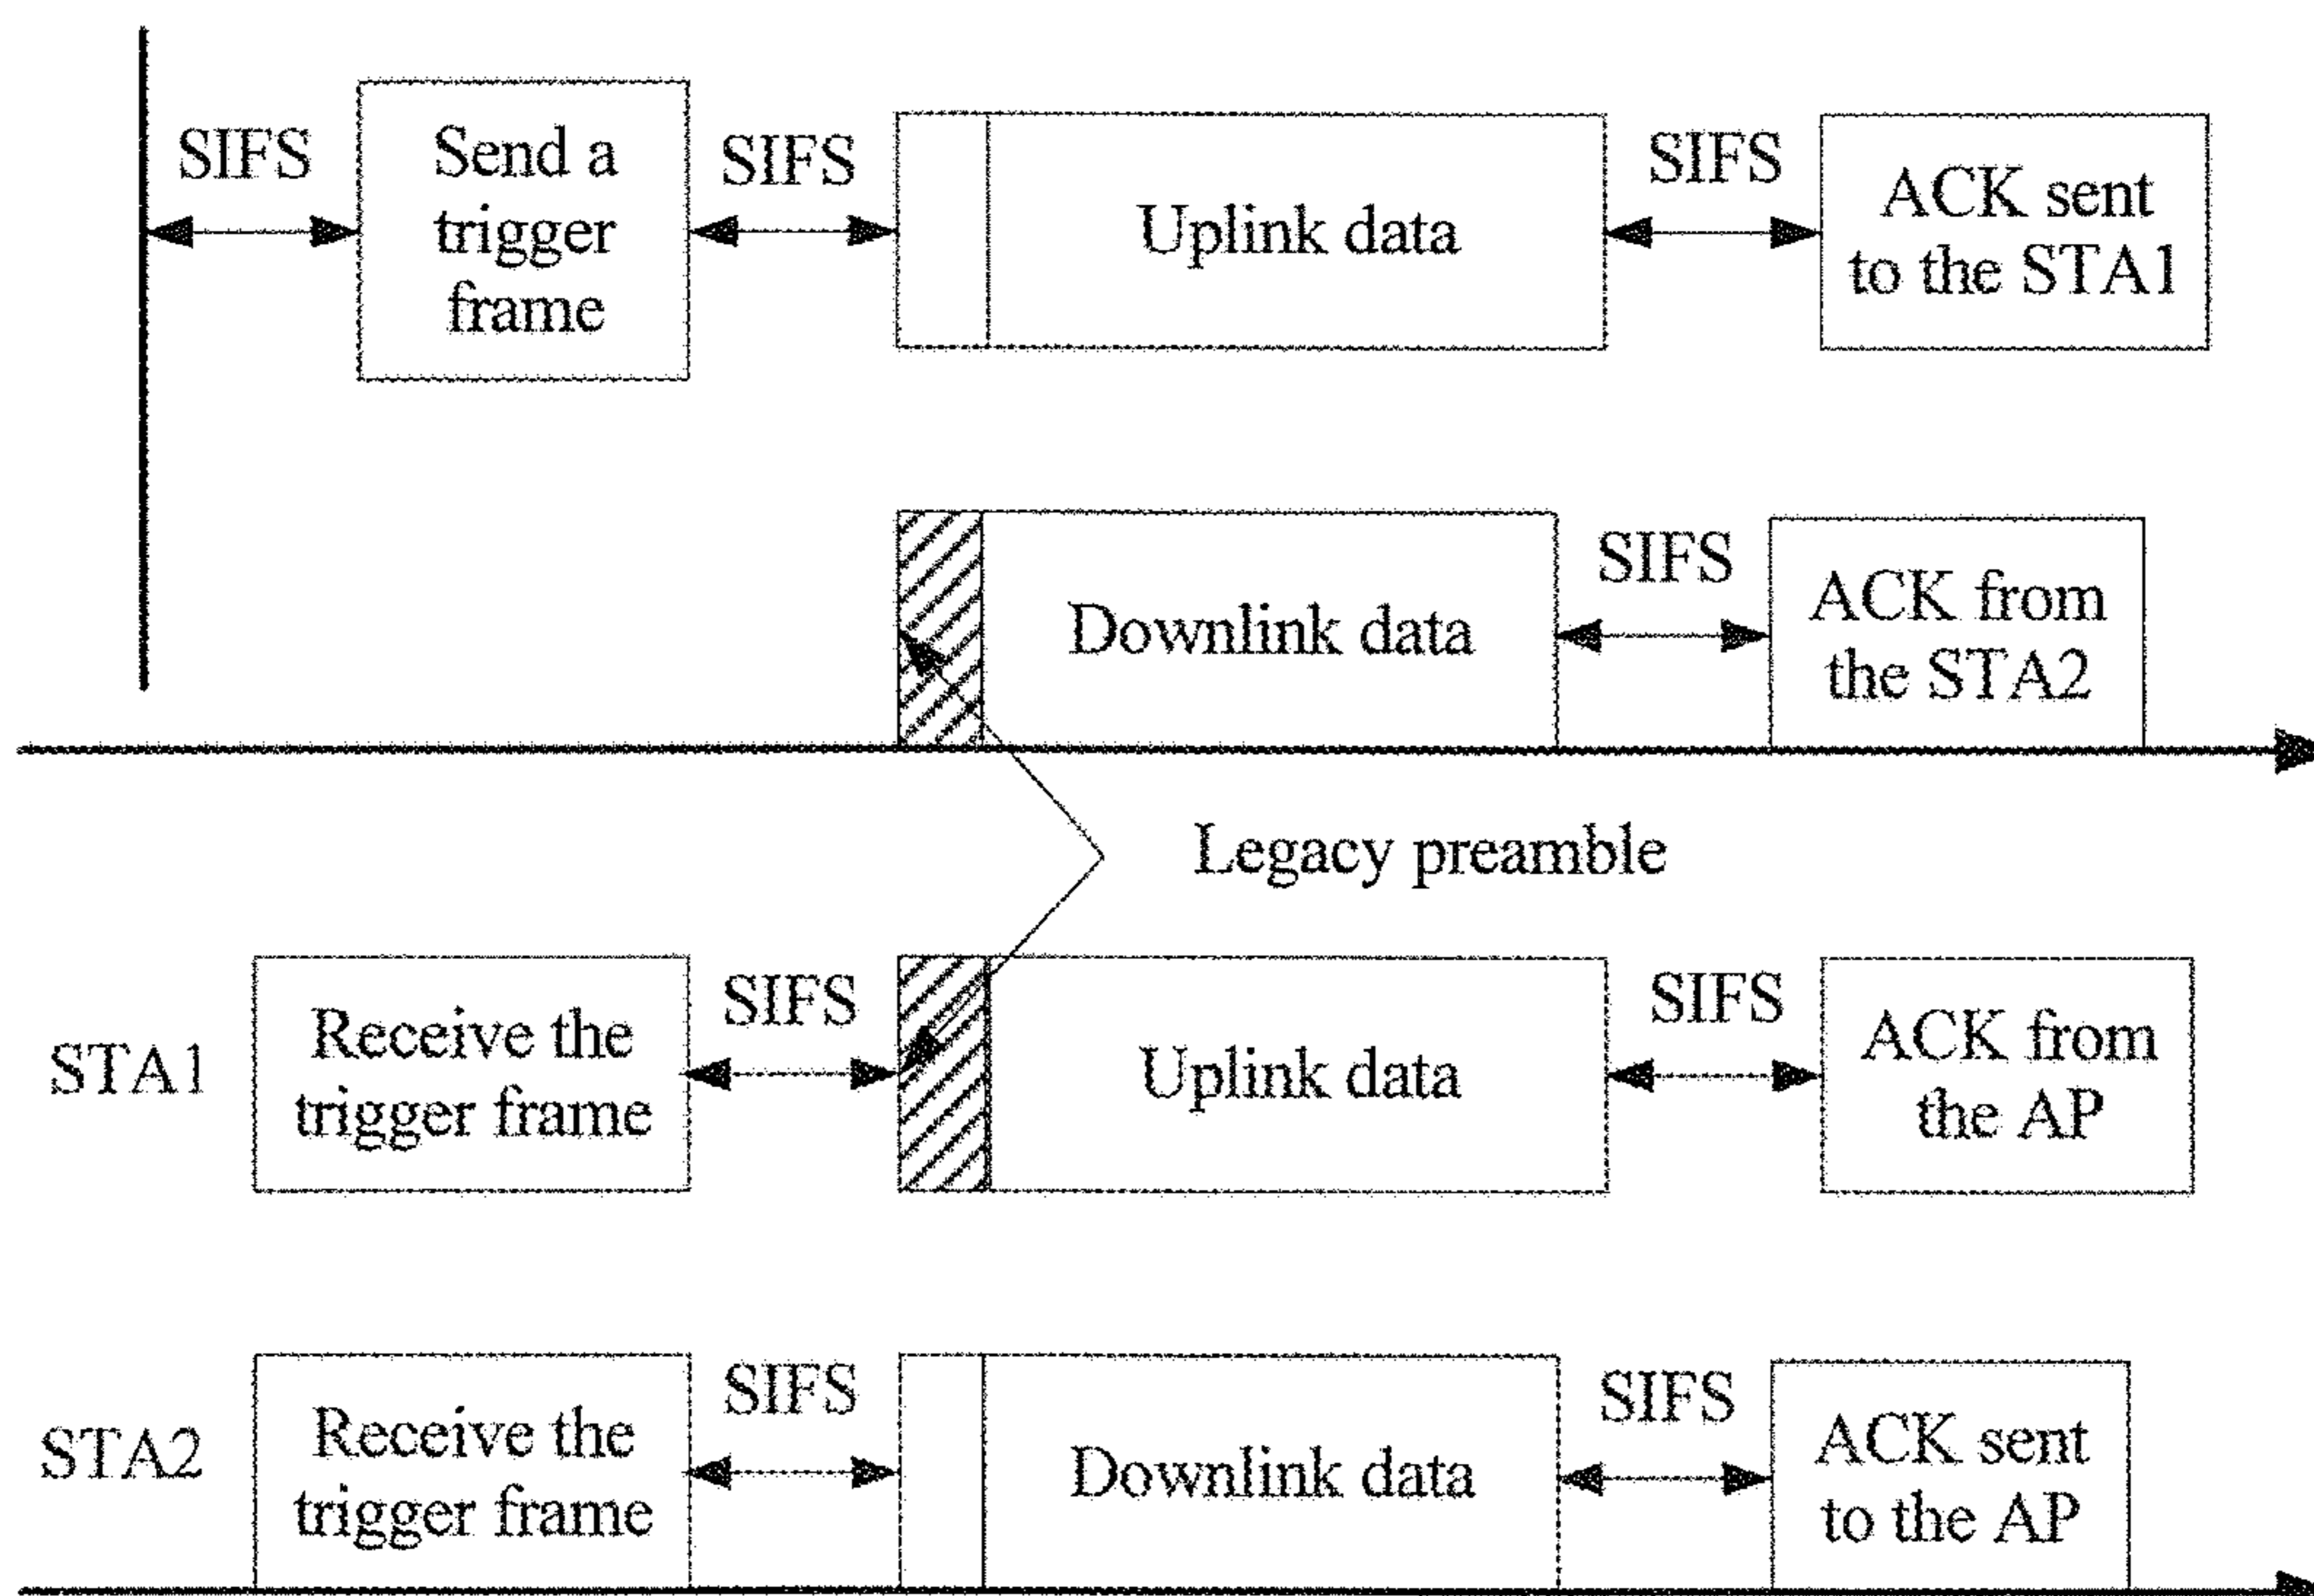 SIFS
Send a
trigger
frame
SIFS
Uplink data
SIFS
ACK sent
to the STA1
Downlink data
SIFS
ACK from
the STA2
Legacy preamble
STA1
Receive the
trigger frame
SIFS
Uplink data
SIFS
ACK from
the AP
STA2
Receive the
trigger frame
SIFS
Downlink data
SIFS
ACK sent
to the AP